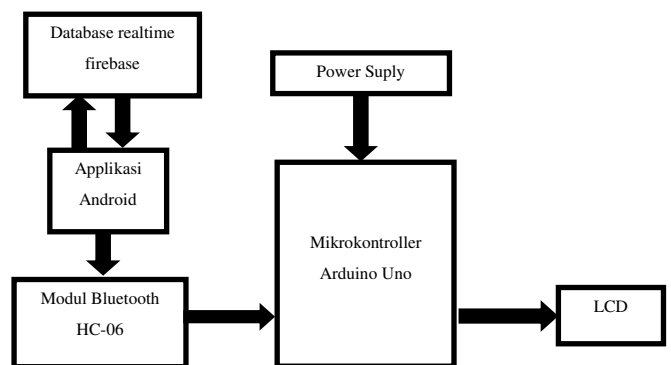 Database realtime
firebase
Power Suply
Applikasi
Android
Mikrokontroller
Arduino Uno
Modul Bluetooth
HC-06
LCD